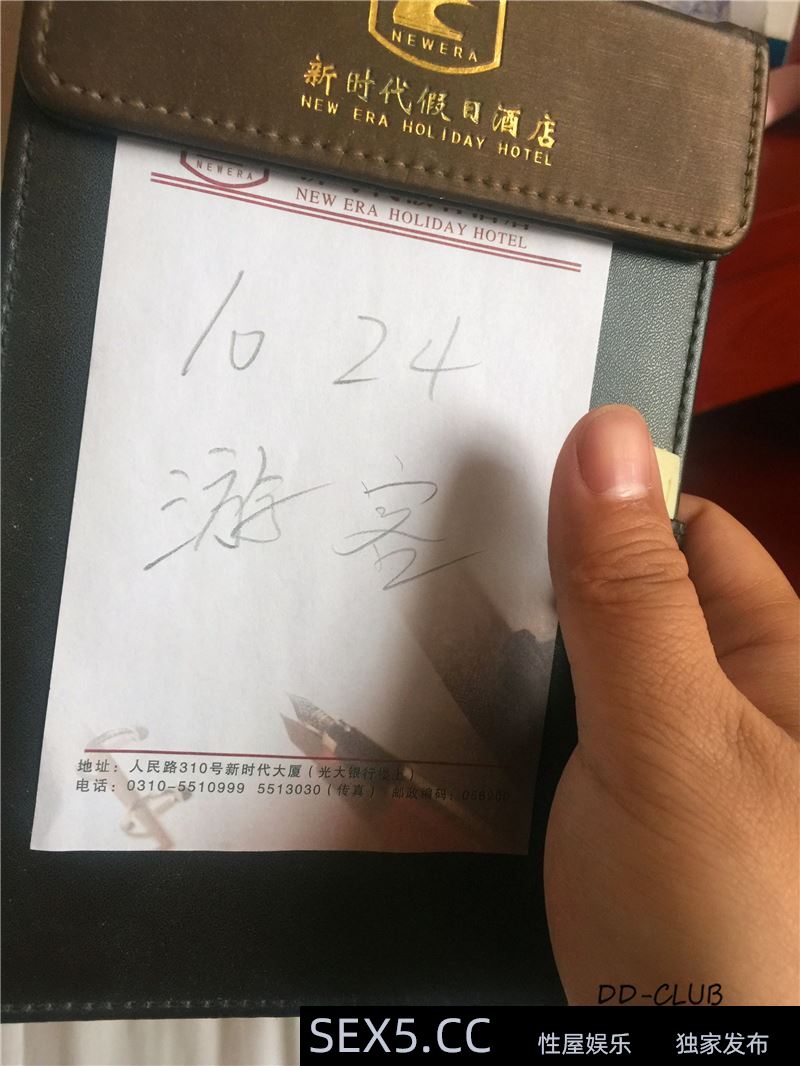 NEWERA
新时代假日酒店
NEW ERA HOLIDAY HOTEL
NEWERA
NEW ERA HOLIDAY HOTEL
10 24
游客
地址：人民路310号新时代大厦（光大银行楼上）
电话：0310-5510999 5513030（传真） 邮政编码：
DD-CLUB
SEX5.CC 性屋娱乐 独家发布